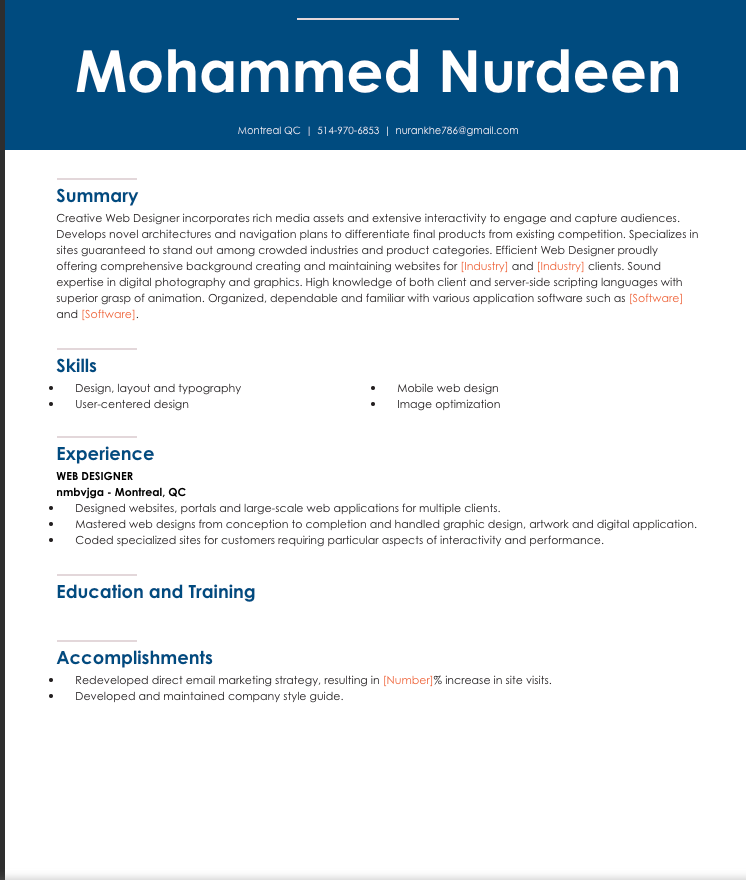 Mohammed Nurdeen
Montreal QC | 514-970-6853 | nurankhe786@gmail.com
Summary
Creative Web Designer incorporates rich media assets and extensive interactivity to engage and capture audiences.
Develops novel architectures and navigation plans to differentiate final products from existing competition. Specializes in
sites guaranteed to stand out among crowded industries and product categories. Efficient Web Designer proudly
offering comprehensive background creating and maintaining websites for [Industry] and [Industry] clients. Sound
expertise in digital photography and graphics. High knowledge of both client and server-side scripting languages with
superior grasp of animation. Organized, dependable and familiar with various application software such as [Software]
and [Software].
Skills
• Design, layout and typography
• User-centered design
• Mobile web design
• Image optimization
Experience
WEB DESIGNER
nmbvjga - Montreal, QC
• Designed websites, portals and large-scale web applications for multiple clients.
• Mastered web designs from conception to completion and handled graphic design, artwork and digital application.
• Coded specialized sites for customers requiring particular aspects of interactivity and performance.
Education and Training
Accomplishments
• Redeveloped direct email marketing strategy, resulting in [Number]% increase in site visits.
• Developed and maintained company style guide.